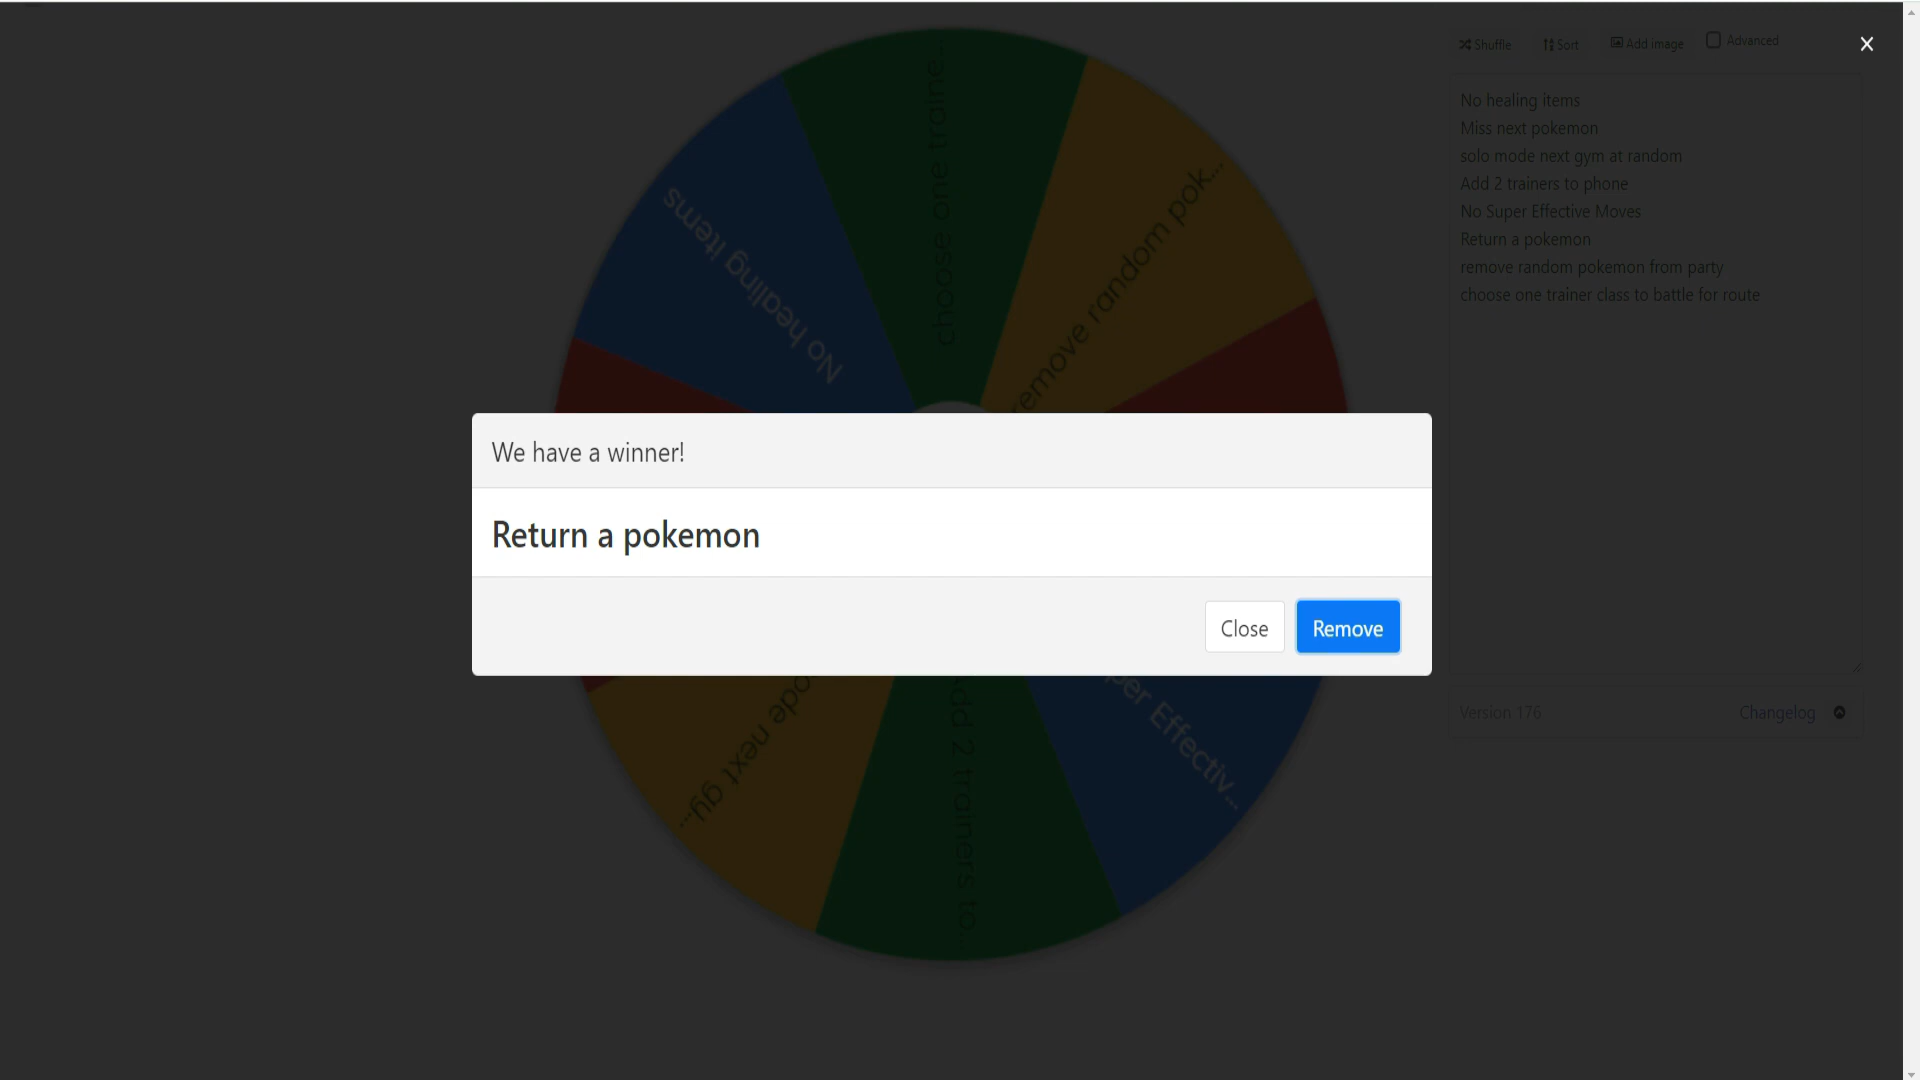 Shuffle Sort Add image Advanced
No healing items
Miss next pokemon
solo mode next gym at random
Add 2 trainers to phone
No Super Effective Moves
Return a pokemon
remove random pokemon from party
choose one trainer class to battle for route
choose one traine...
remove random pok...
No healing items
We have a winner!
Return a pokemon
Close Remove
ode next gy...
Add 2 trainers to...
per Effectiv...
Version 176 Changelog